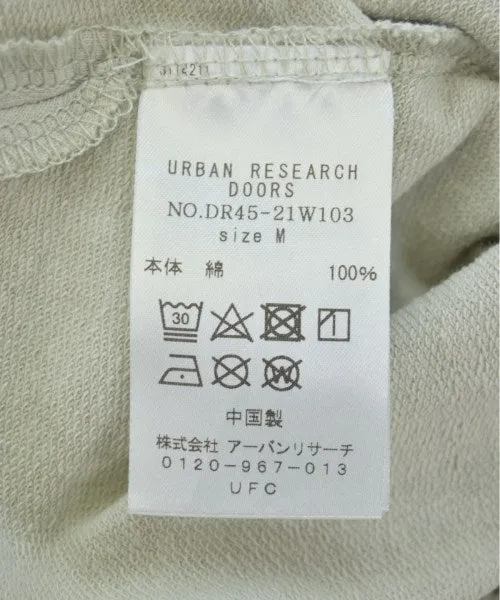 URBAN RESEARCH
DOORS
NO.DR45-21W103
size M
本体 綿 100%
30
W
中国製
株式会社 アーバンリサーチ
0120-967-013
UFC